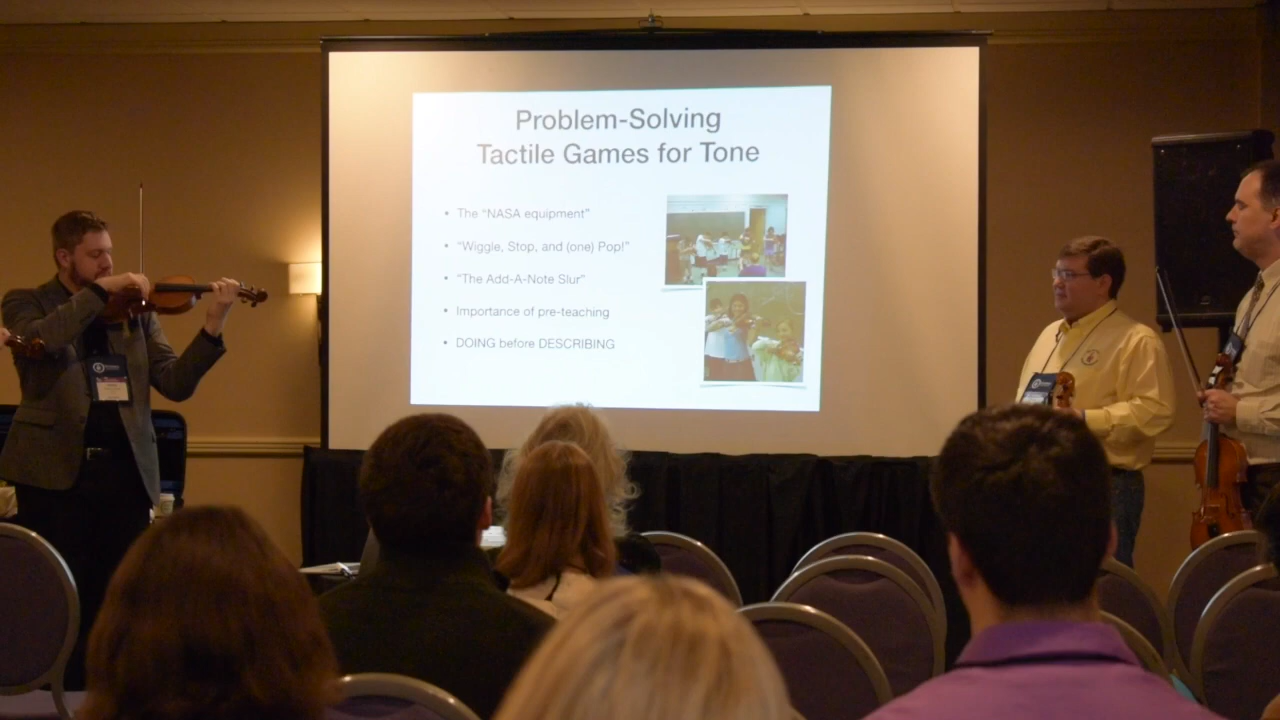 Problem-Solving
Tactile Games for Tone
• The “NASA equipment”
• “Wiggle, Stop, and (one) Pop!”
• “The Add-A-Note Slur”
• Importance of pre-teaching
• DOING before DESCRIBING